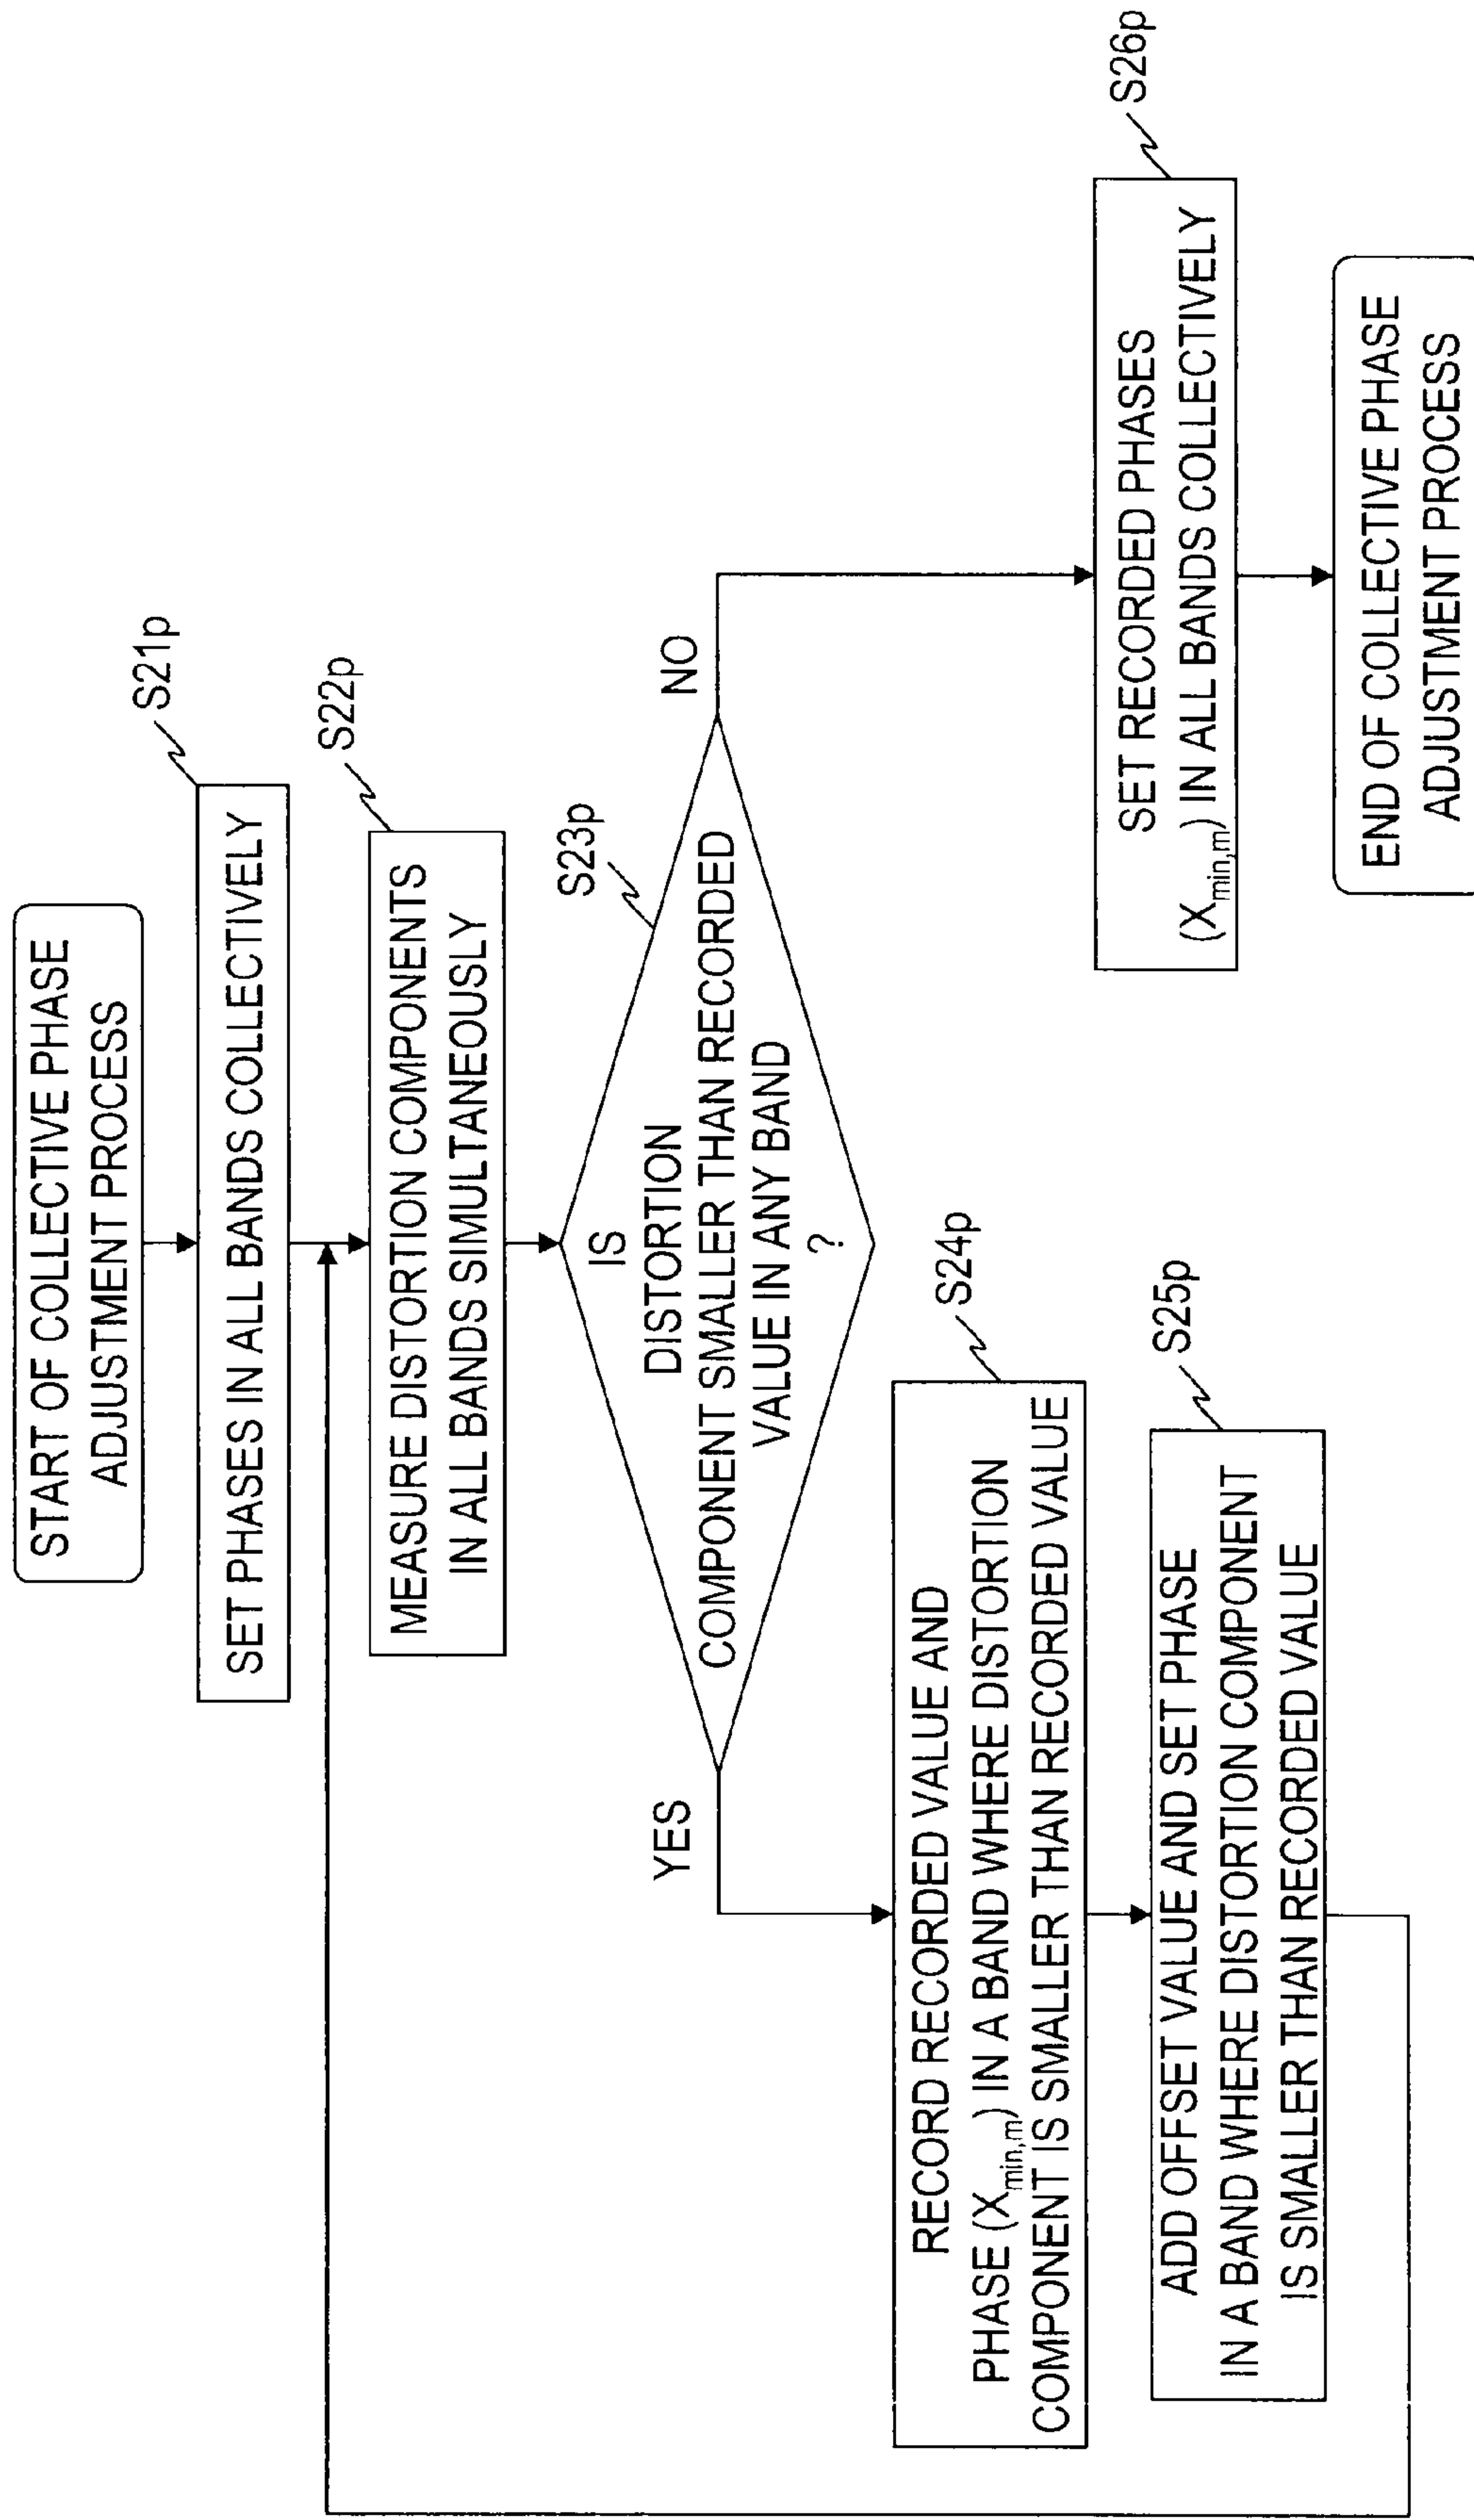 START OF COLLECTIVE PHASE
ADJUSTMENT PROCESS
S21p
SET PHASES IN ALL BANDS COLLECTIVELY
S22p
MEASURE DISTORTION COMPONENTS
IN ALL BANDS SIMULTANEOUSLY
S23p
IS
DISTORTION
COMPONENT SMALLER THAN RECORDED
VALUE IN ANY BAND
?
YES
NO
S24p
RECORD RECORDED VALUE AND
PHASE (Xmin,m) IN A BAND WHERE DISTORTION
COMPONENT IS SMALLER THAN RECORDED VALUE
S25p
ADD OFFSET VALUE AND SET PHASE
IN A BAND WHERE DISTORTION COMPONENT
IS SMALLER THAN RECORDED VALUE
S26p
SET RECORDED PHASES
(Xmin,m) IN ALL BANDS COLLECTIVELY
END OF COLLECTIVE PHASE
ADJUSTMENT PROCESS